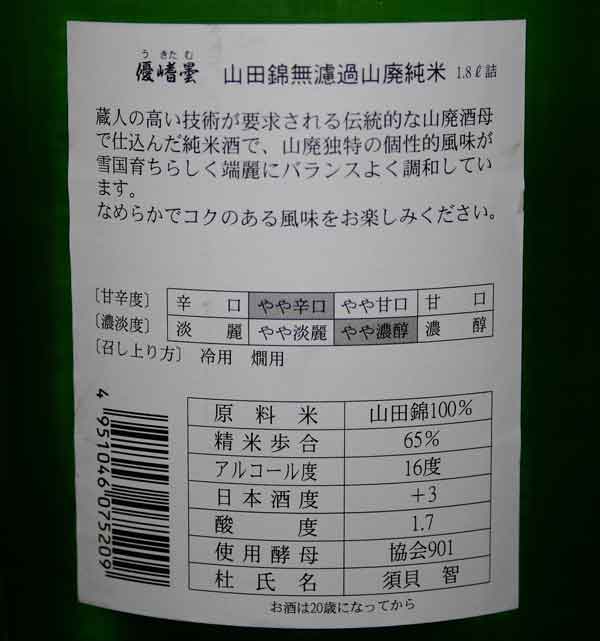 う きたむ
優嗜曇 山田錦無濾過山廃純米 1.8ℓ詰
蔵人の高い技術が要求される伝統的な山廃酒母
で仕込んだ純米酒で、山廃独特の個性的風味が
雪国育ちらしく端麗にバランスよく調和してい
ます。
なめらかでコクのある風味をお楽しみください。
〔甘辛度〕 辛 口 やや辛口 やや甘口 甘 口
〔濃淡度〕 淡 麗 やや淡麗 やや濃醇 濃 醇
〔召し上り方〕 冷用 燗用
原料米 山田錦100%
精米歩合 65%
アルコール度 16度
日本酒度 +3
酸度 1.7
使用酵母 協会901
杜氏名 須貝 智
4 951046 075209
お酒は20歳になってから